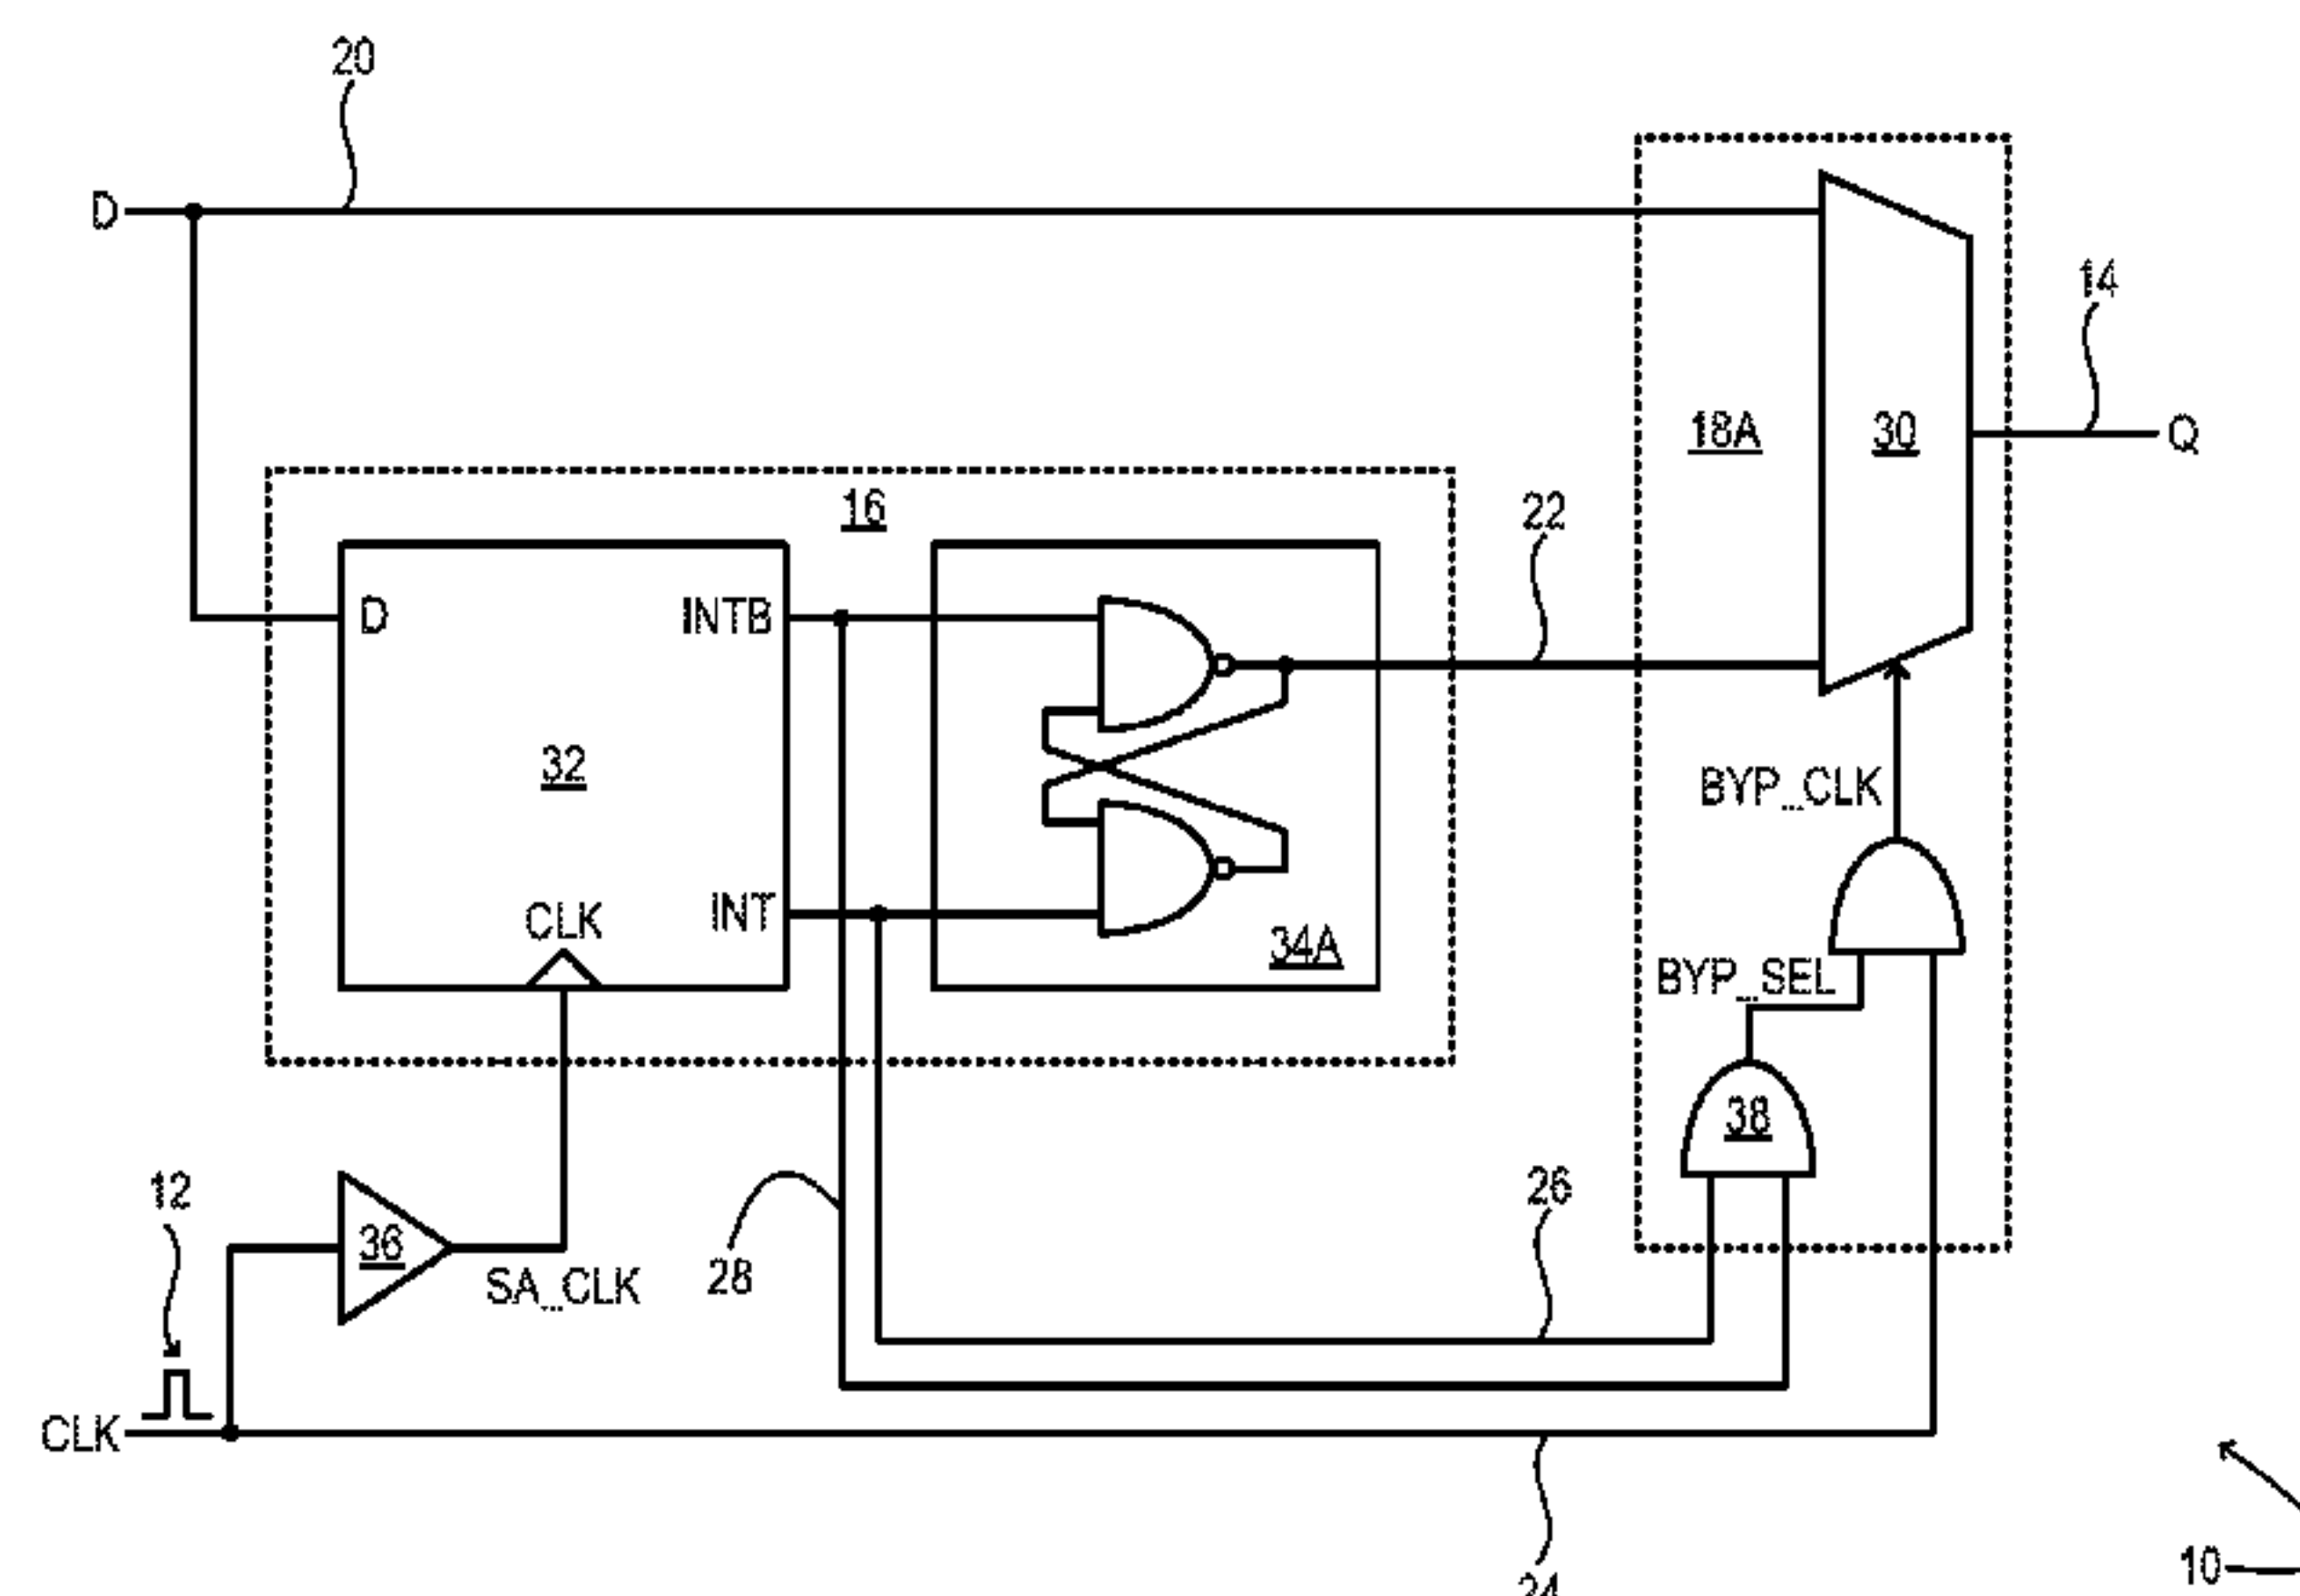 20
D
14
18A
30
Q
16
22
D
INTB
32
BYP_CLK
CLK
INT
34A
BYP_SEL
38
12
36
SA_CLK
28
26
CLK
24
10